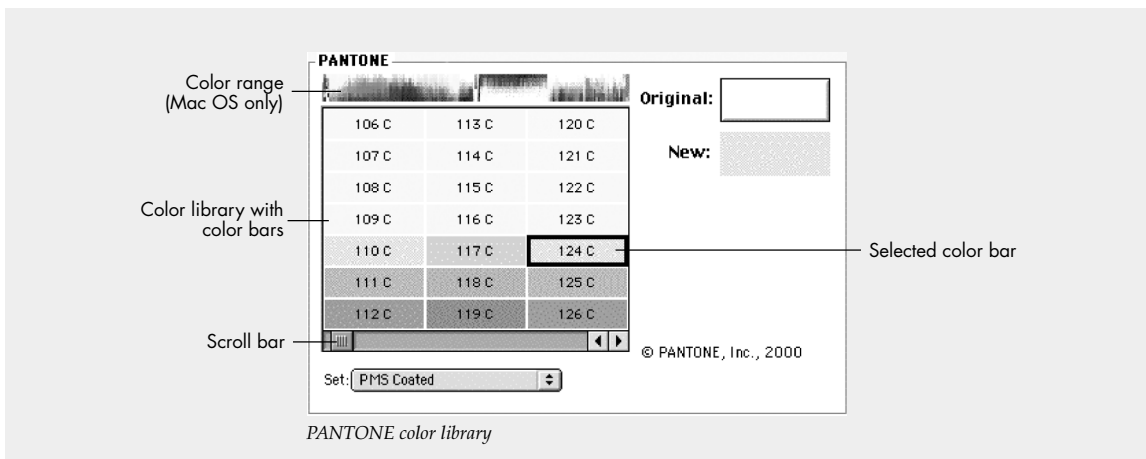 PANTONE
Color range
(Mac OS only)
Original:
106 C 113 C 120 C
107 C 114 C 121 C
New:
108 C 115 C 122 C
Color library with
color bars
109 C 116 C 123 C
110 C 117 C 124 C
Selected color bar
111 C 118 C 125 C
112 C 119 C 126 C
Scroll bar
© PANTONE, Inc., 2000
Set: PMS Coated
PANTONE color library